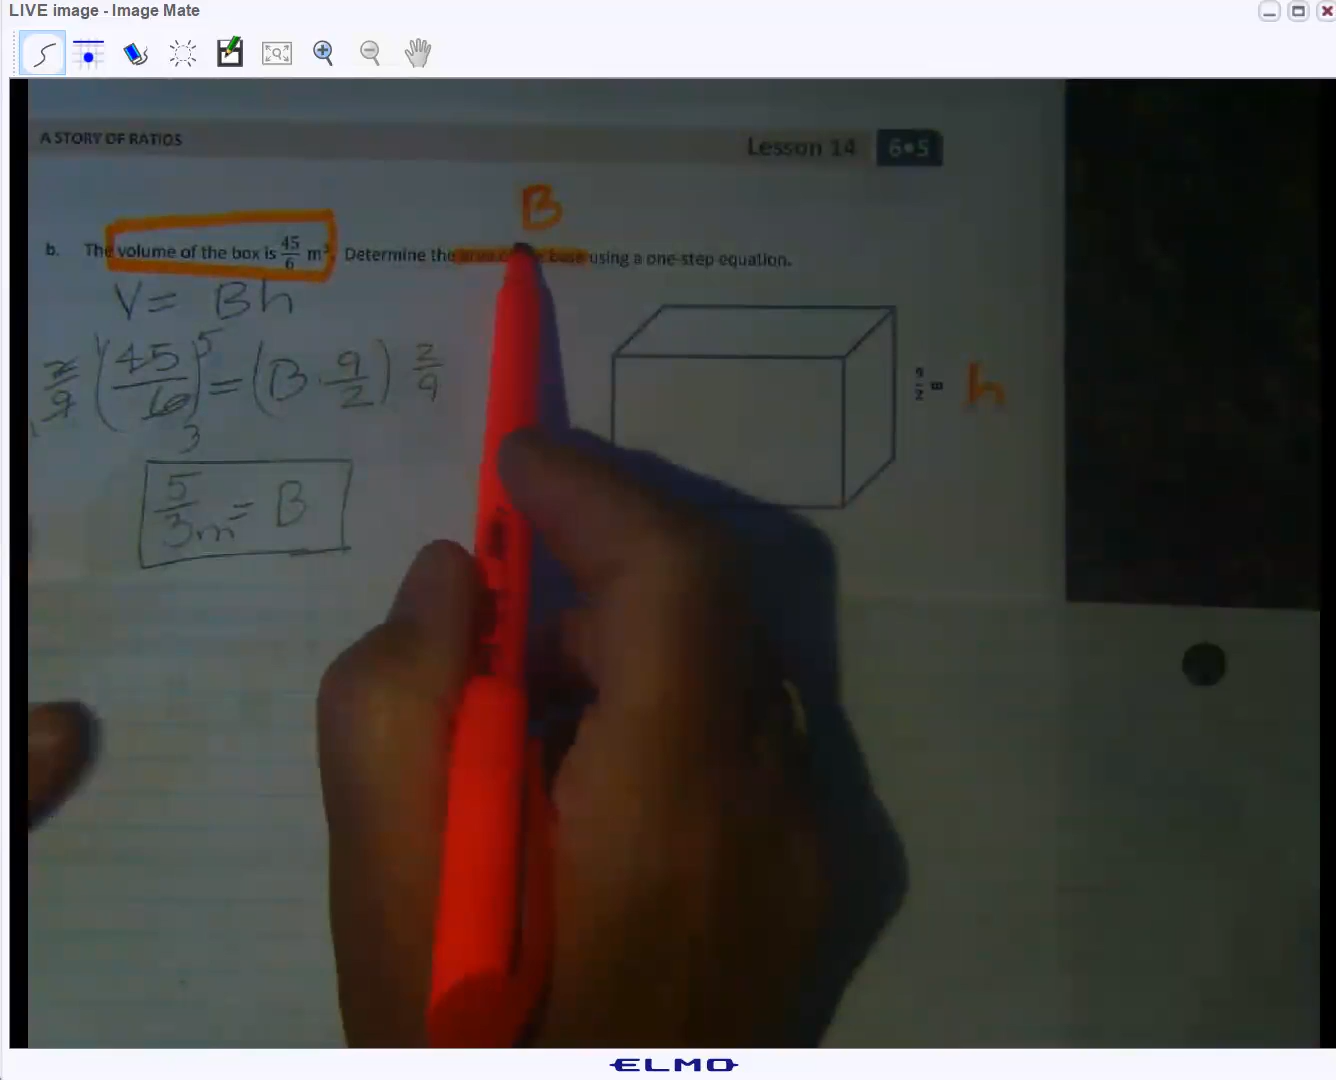 LIVE image - Image Mate
A STORY OF RATIOS
Lesson 14 6•5
B
b. The volume of the box is 45/6 m³. Determine the base using a one-step equation.
V = Bh
2/9 (45/6) = (B · 9/2) 2/9
1 5
3
9/2 m h
5/3 m = B
ELMO